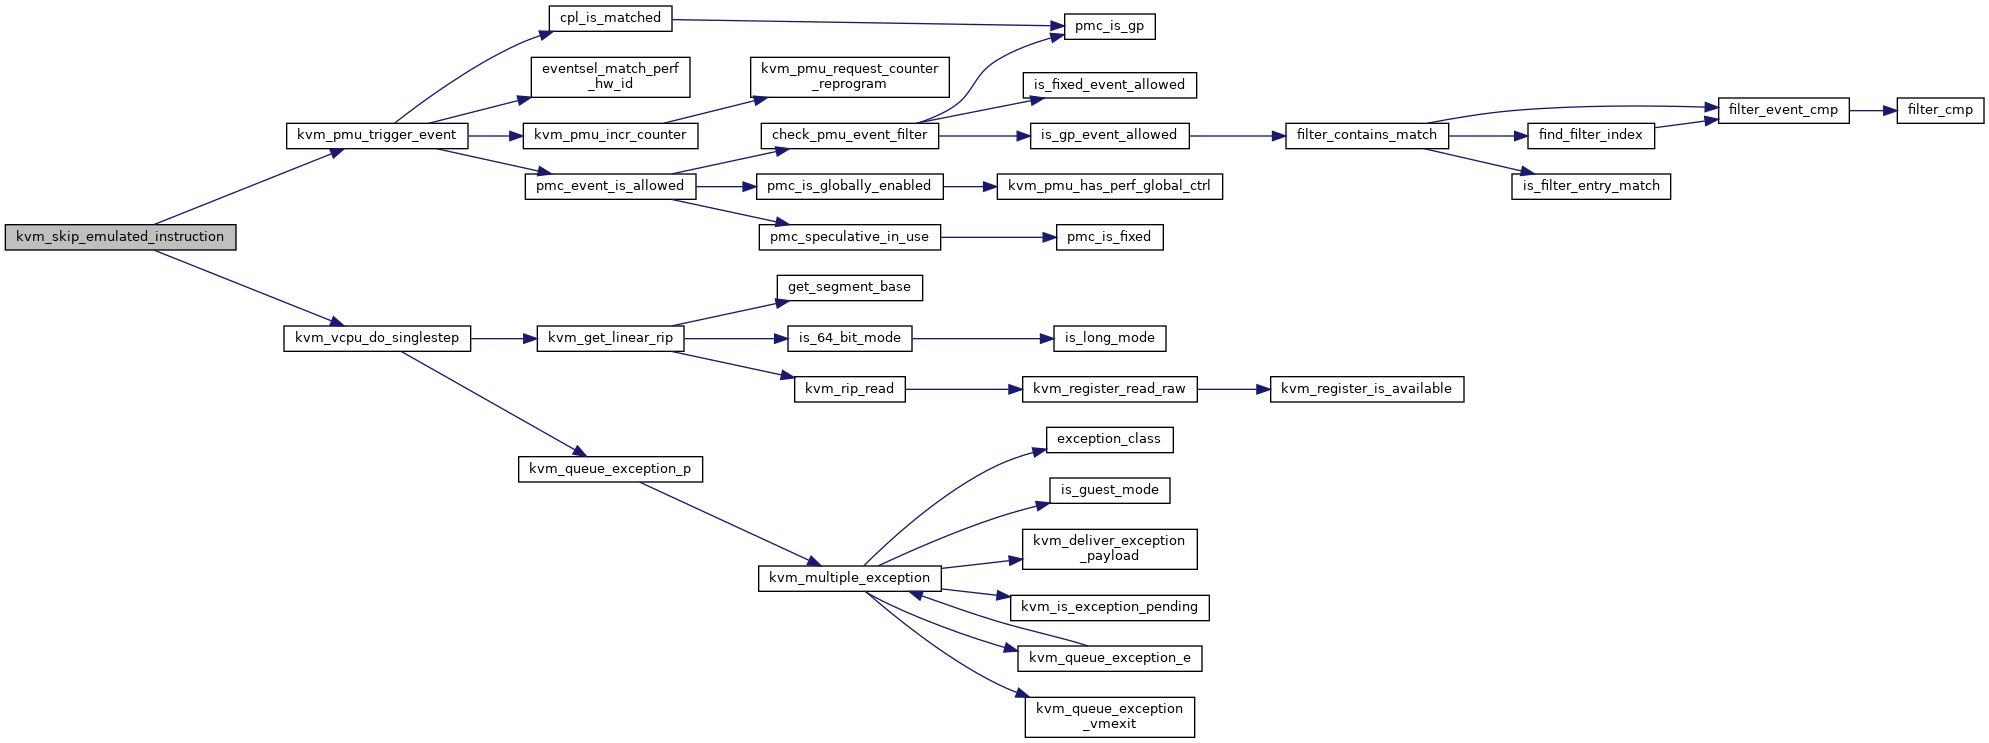 cpl_is_matched
pmc_is_gp
eventsel_match_perf
_hw_id
kvm_pmu_request_counter
_reprogram
is_fixed_event_allowed
filter_event_cmp
filter_cmp
kvm_pmu_trigger_event
kvm_pmu_incr_counter
check_pmu_event_filter
is_gp_event_allowed
filter_contains_match
find_filter_index
pmc_event_is_allowed
pmc_is_globally_enabled
kvm_pmu_has_perf_global_ctrl
is_filter_entry_match
kvm_skip_emulated_instruction
pmc_speculative_in_use
pmc_is_fixed
get_segment_base
kvm_vcpu_do_singlestep
kvm_get_linear_rip
is_64_bit_mode
is_long_mode
kvm_rip_read
kvm_register_read_raw
kvm_register_is_available
exception_class
kvm_queue_exception_p
is_guest_mode
kvm_deliver_exception
_payload
kvm_multiple_exception
kvm_is_exception_pending
kvm_queue_exception_e
kvm_queue_exception
_vmexit